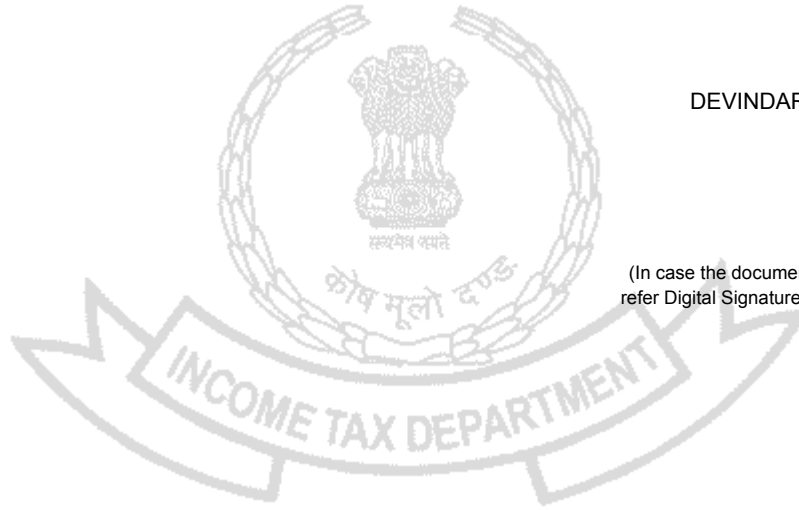 DEVINDAR
सत्यमेव जयते
(In case the documen
refer Digital Signature
कोष मूलो दण्ड:
INCOME TAX DEPARTMENT